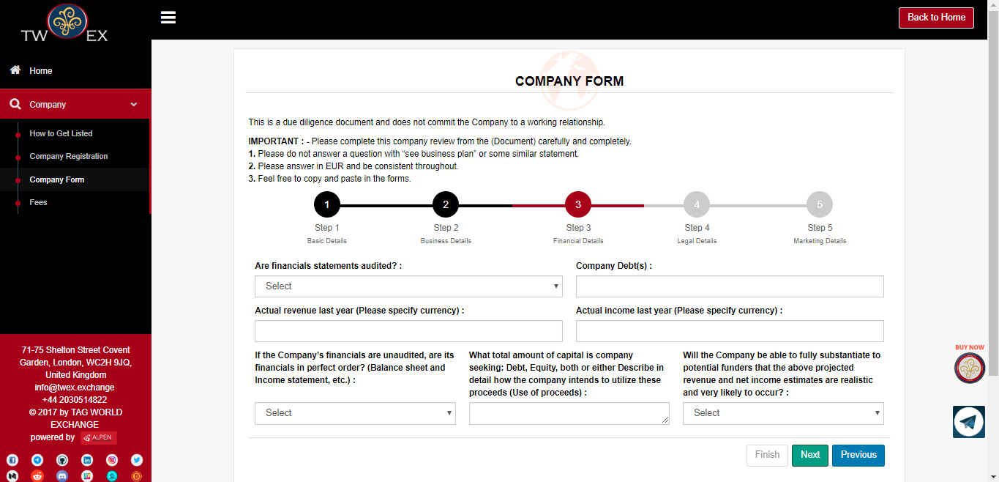 TW EX
Back to Home
Home
Company
How to Get Listed
Company Registration
Company Form
Fees
COMPANY FORM
This is a due diligence document and does not commit the Company to a working relationship.
IMPORTANT : - Please complete this company review from the (Document) carefully and completely.
1. Please do not answer a question with “see business plan” or some similar statement.
2. Please answer in EUR and be consistent throughout.
3. Feel free to copy and paste in the forms.
1
2
3
4
5
Step 1
Step 2
Step 3
Step 4
Step 5
Basic Details
Business Details
Financial Details
Legal Details
Marketing Details
Are financials statements audited? :
Select
Company Debt(s) :
Actual revenue last year (Please specify currency) :
Actual income last year (Please specify currency) :
If the Company's financials are unaudited, are its
financials in perfect order? (Balance sheet and
Income statement, etc.) :
Select
What total amount of capital is company
seeking: Debt, Equity, both or either Describe in
detail how the company intends to utilize these
proceeds (Use of proceeds) :
Will the Company be able to fully substantiate to
potential funders that the above projected
revenue and net income estimates are realistic
and very likely to occur? :
Select
Finish
Next
Previous
BUY NOW
71-75 Shelton Street Covent
Garden, London, WC2H 9JQ,
United Kingdom
info@twex.exchange
+44 2030514822
© 2017 by TAG WORLD
EXCHANGE
powered by ALPEN